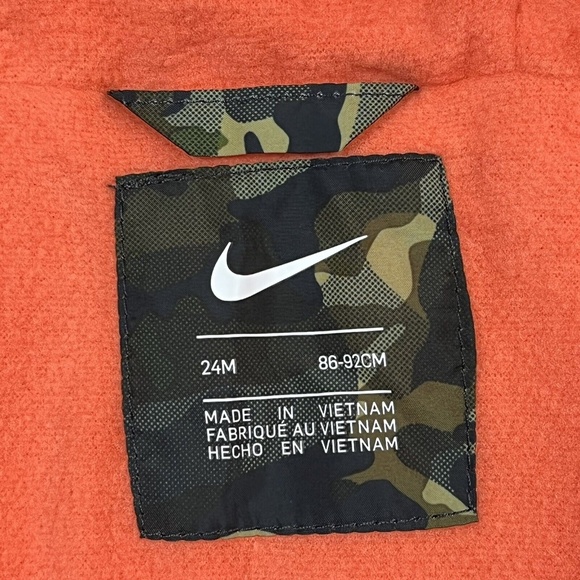 24M 86-92CM
MADE IN VIETNAM
FABRIQUÉ AU VIETNAM
HECHO EN VIETNAM